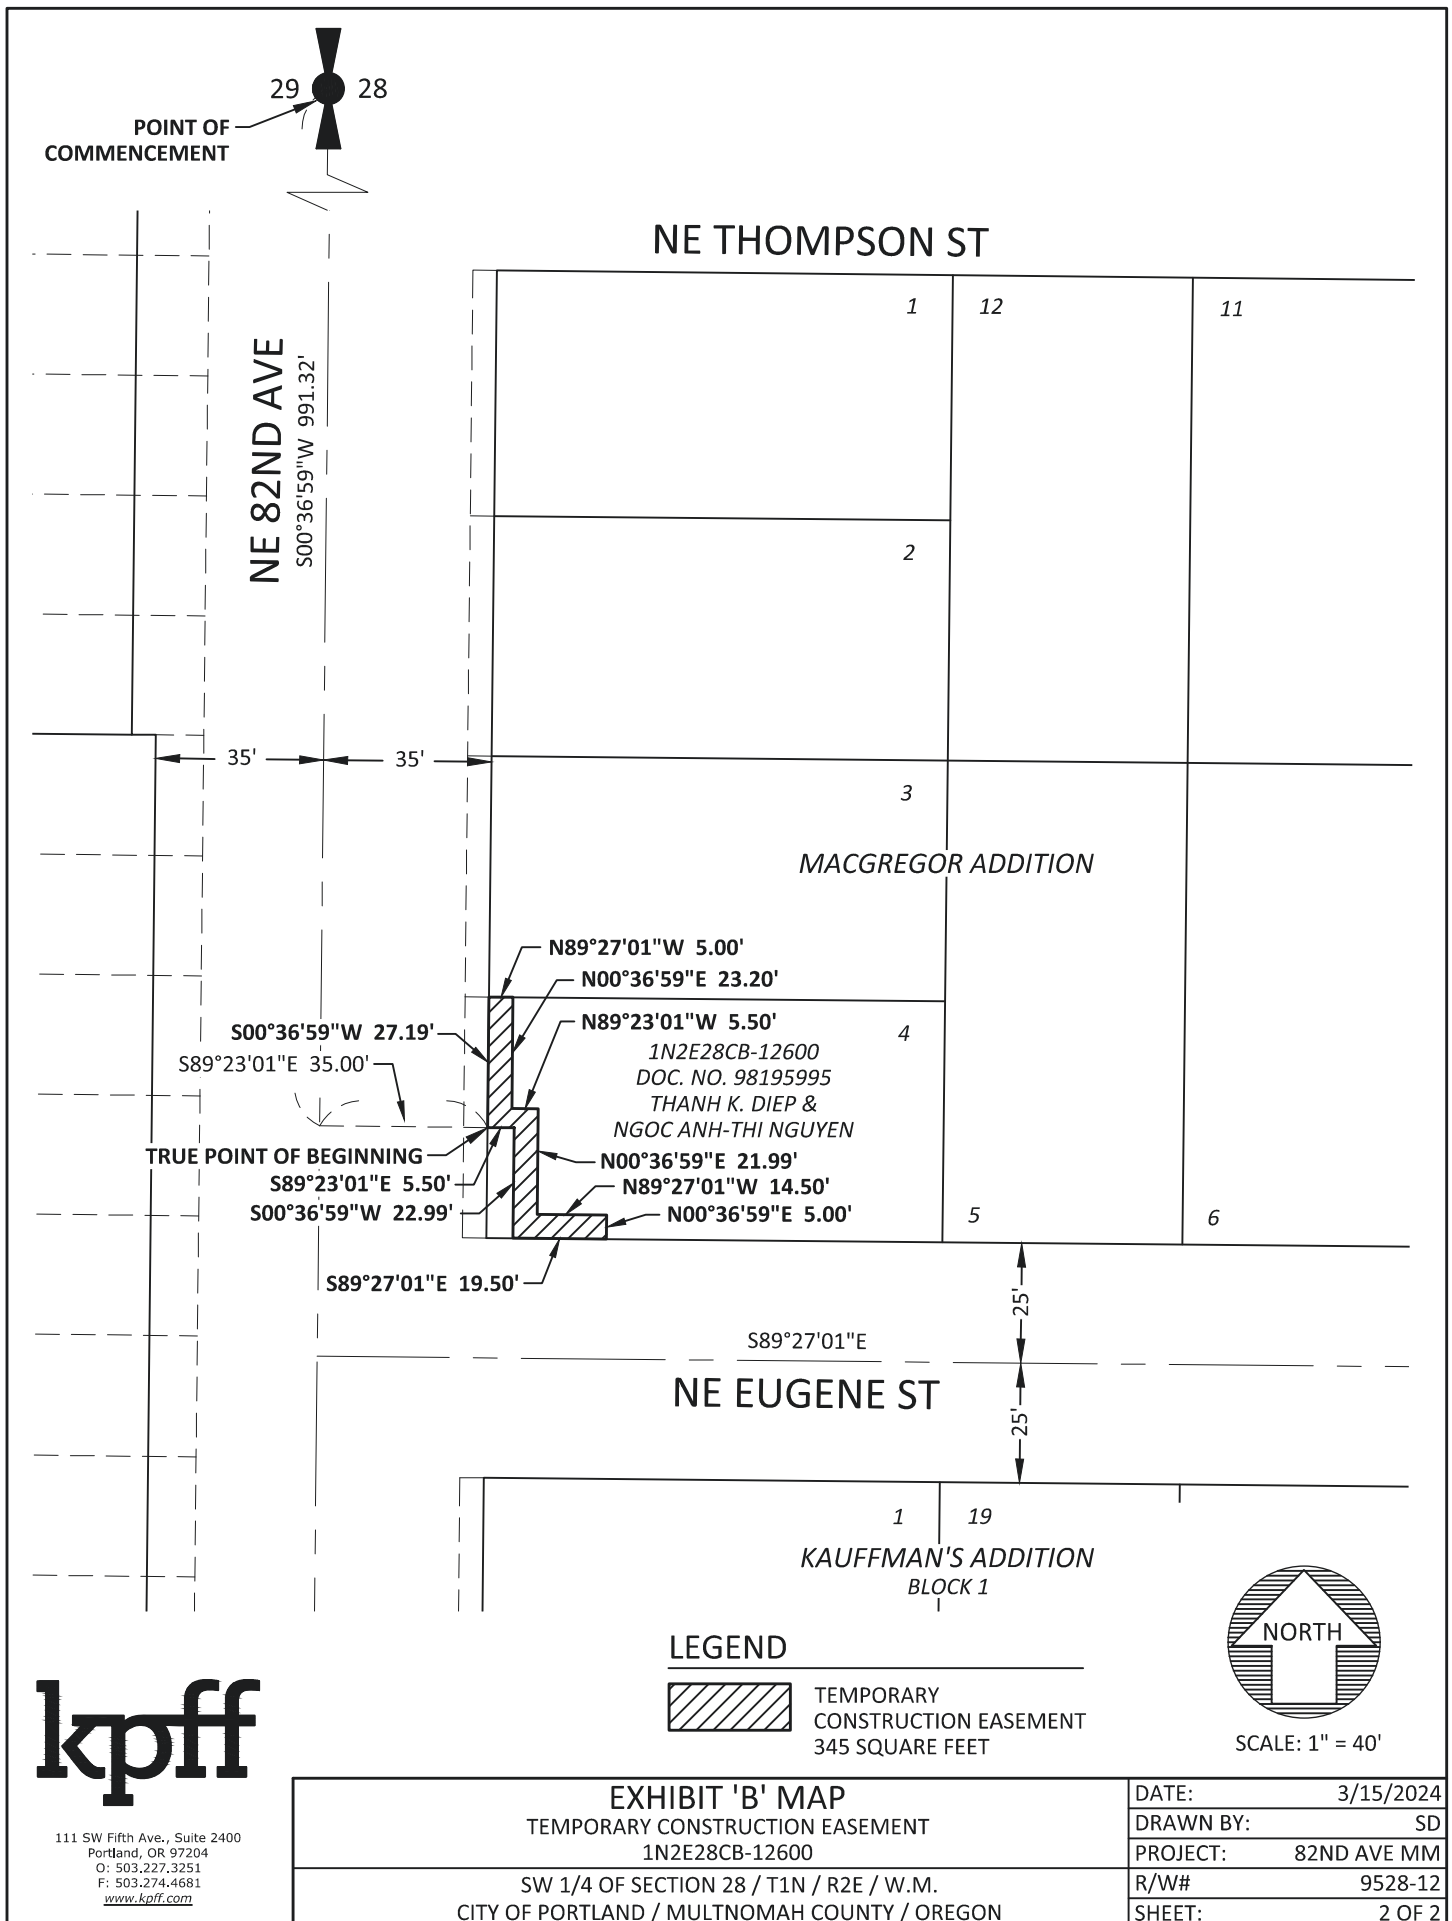 29 28
POINT OF
COMMENCEMENT
NE THOMPSON ST
1 12 11
NE 82ND AVE
S00°36'59"W 991.32'
2
35' 35'
3
MACGREGOR ADDITION
N89°27'01"W 5.00'
N00°36'59"E 23.20'
N89°23'01"W 5.50'
S00°36'59"W 27.19'
4
1N2E28CB-12600
S89°23'01"E 35.00'
DOC. NO. 98195995
THANH K. DIEP &
NGOC ANH-THI NGUYEN
TRUE POINT OF BEGINNING
N00°36'59"E 21.99'
S89°23'01"E 5.50'
N89°27'01"W 14.50'
S00°36'59"W 22.99'
N00°36'59"E 5.00'
5 6
S89°27'01"E 19.50'
25'
S89°27'01"E
NE EUGENE ST
25'
1 19
KAUFFMAN'S ADDITION
BLOCK 1
NORTH
SCALE: 1" = 40'
LEGEND
TEMPORARY
CONSTRUCTION EASEMENT
345 SQUARE FEET
kpff
111 SW Fifth Ave., Suite 2400
Portland, OR 97204
O: 503.227.3251
F: 503.274.4681
www.kpff.com
EXHIBIT 'B' MAP
TEMPORARY CONSTRUCTION EASEMENT
1N2E28CB-12600
SW 1/4 OF SECTION 28 / T1N / R2E / W.M.
CITY OF PORTLAND / MULTNOMAH COUNTY / OREGON
DATE: 3/15/2024
DRAWN BY: SD
PROJECT: 82ND AVE MM
R/W# 9528-12
SHEET: 2 OF 2